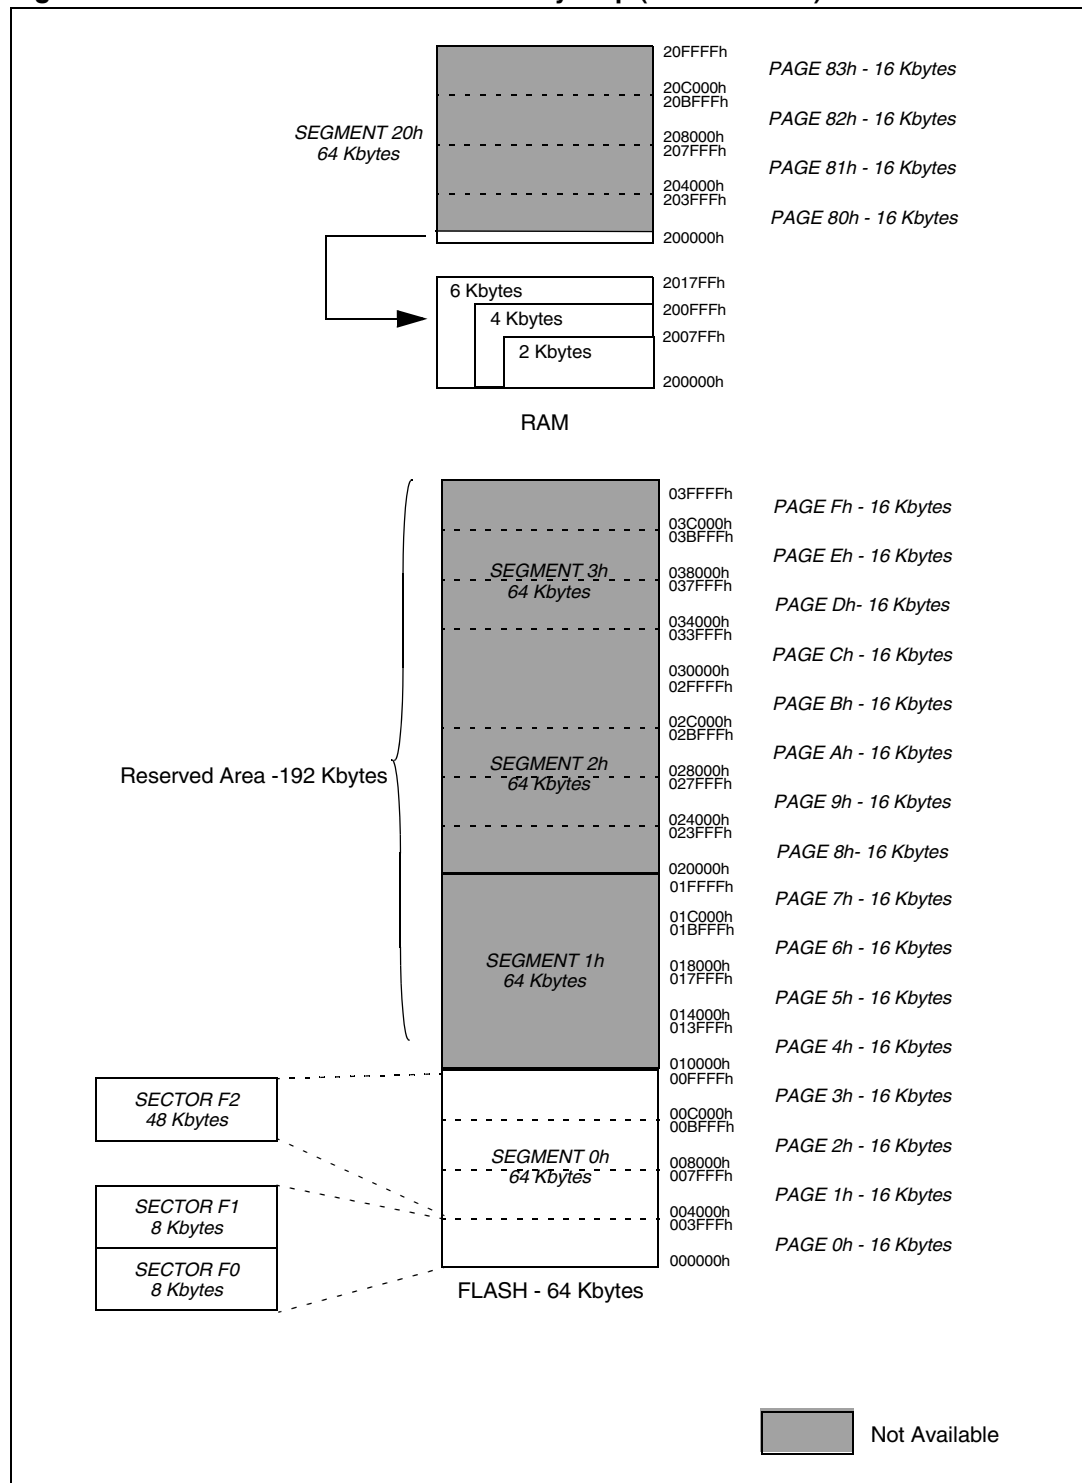 20FFFFh
PAGE 83h - 16 Kbytes
20C000h
20BFFFh
PAGE 82h - 16 Kbytes
SEGMENT 20h
64 Kbytes
208000h
207FFFh
PAGE 81h - 16 Kbytes
204000h
203FFFh
PAGE 80h - 16 Kbytes
200000h
6 Kbytes
2017FFh
4 Kbytes
200FFFh
2 Kbytes
2007FFh
200000h
RAM
03FFFFh
PAGE Fh - 16 Kbytes
03C000h
03BFFFh
PAGE Eh - 16 Kbytes
SEGMENT 3h
64 Kbytes
038000h
037FFFh
PAGE Dh- 16 Kbytes
034000h
033FFFh
PAGE Ch - 16 Kbytes
030000h
02FFFFh
PAGE Bh - 16 Kbytes
02C000h
02BFFFh
PAGE Ah - 16 Kbytes
Reserved Area -192 Kbytes
SEGMENT 2h
64 Kbytes
028000h
027FFFh
PAGE 9h - 16 Kbytes
024000h
023FFFh
PAGE 8h- 16 Kbytes
020000h
01FFFFh
PAGE 7h - 16 Kbytes
01C000h
01BFFFh
PAGE 6h - 16 Kbytes
SEGMENT 1h
64 Kbytes
018000h
017FFFh
PAGE 5h - 16 Kbytes
014000h
013FFFh
PAGE 4h - 16 Kbytes
010000h
00FFFFh
PAGE 3h - 16 Kbytes
SECTOR F2
48 Kbytes
00C000h
00BFFFh
PAGE 2h - 16 Kbytes
SEGMENT 0h
64 Kbytes
008000h
007FFFh
PAGE 1h - 16 Kbytes
SECTOR F1
8 Kbytes
004000h
003FFFh
PAGE 0h - 16 Kbytes
SECTOR F0
8 Kbytes
000000h
FLASH - 64 Kbytes
Not Available